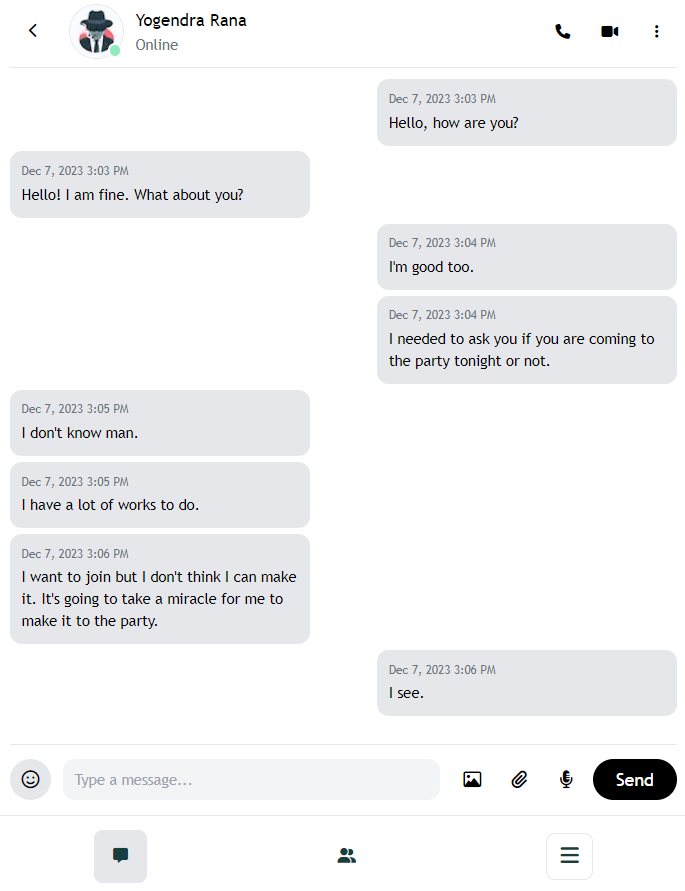 Yogendra Rana
Online
Dec 7, 2023 3:03 PM
Hello, how are you?
Dec 7, 2023 3:03 PM
Hello! I am fine. What about you?
Dec 7, 2023 3:04 PM
I'm good too.
Dec 7, 2023 3:04 PM
I needed to ask you if you are coming to
the party tonight or not.
Dec 7, 2023 3:05 PM
I don't know man.
Dec 7, 2023 3:05 PM
I have a lot of works to do.
Dec 7, 2023 3:06 PM
I want to join but I don't think I can make
it. It's going to take a miracle for me to
make it to the party.
Dec 7, 2023 3:06 PM
I see.
Type a message...
Send